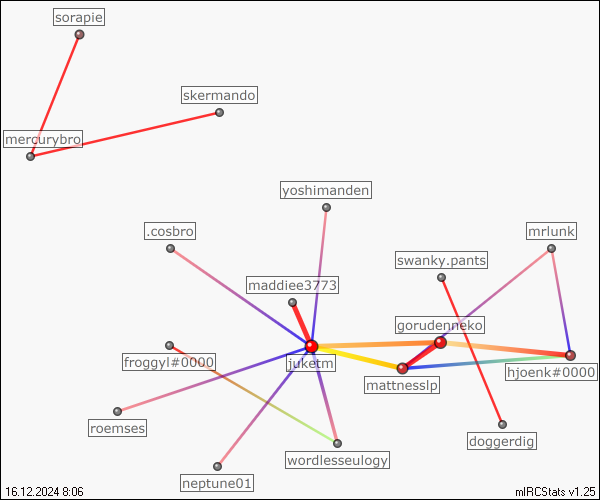 sorapie
skermando
mercurybro
yoshimanden
.cosbro
mrlunk
swanky.pants
maddiee3773
gorudenneko
froggyl#0000
juketm
hjoenk#0000
mattnesslp
roemses
doggerdig
wordlesseulogy
neptune01
16.12.2024 8:06
mIRCStats v1.25